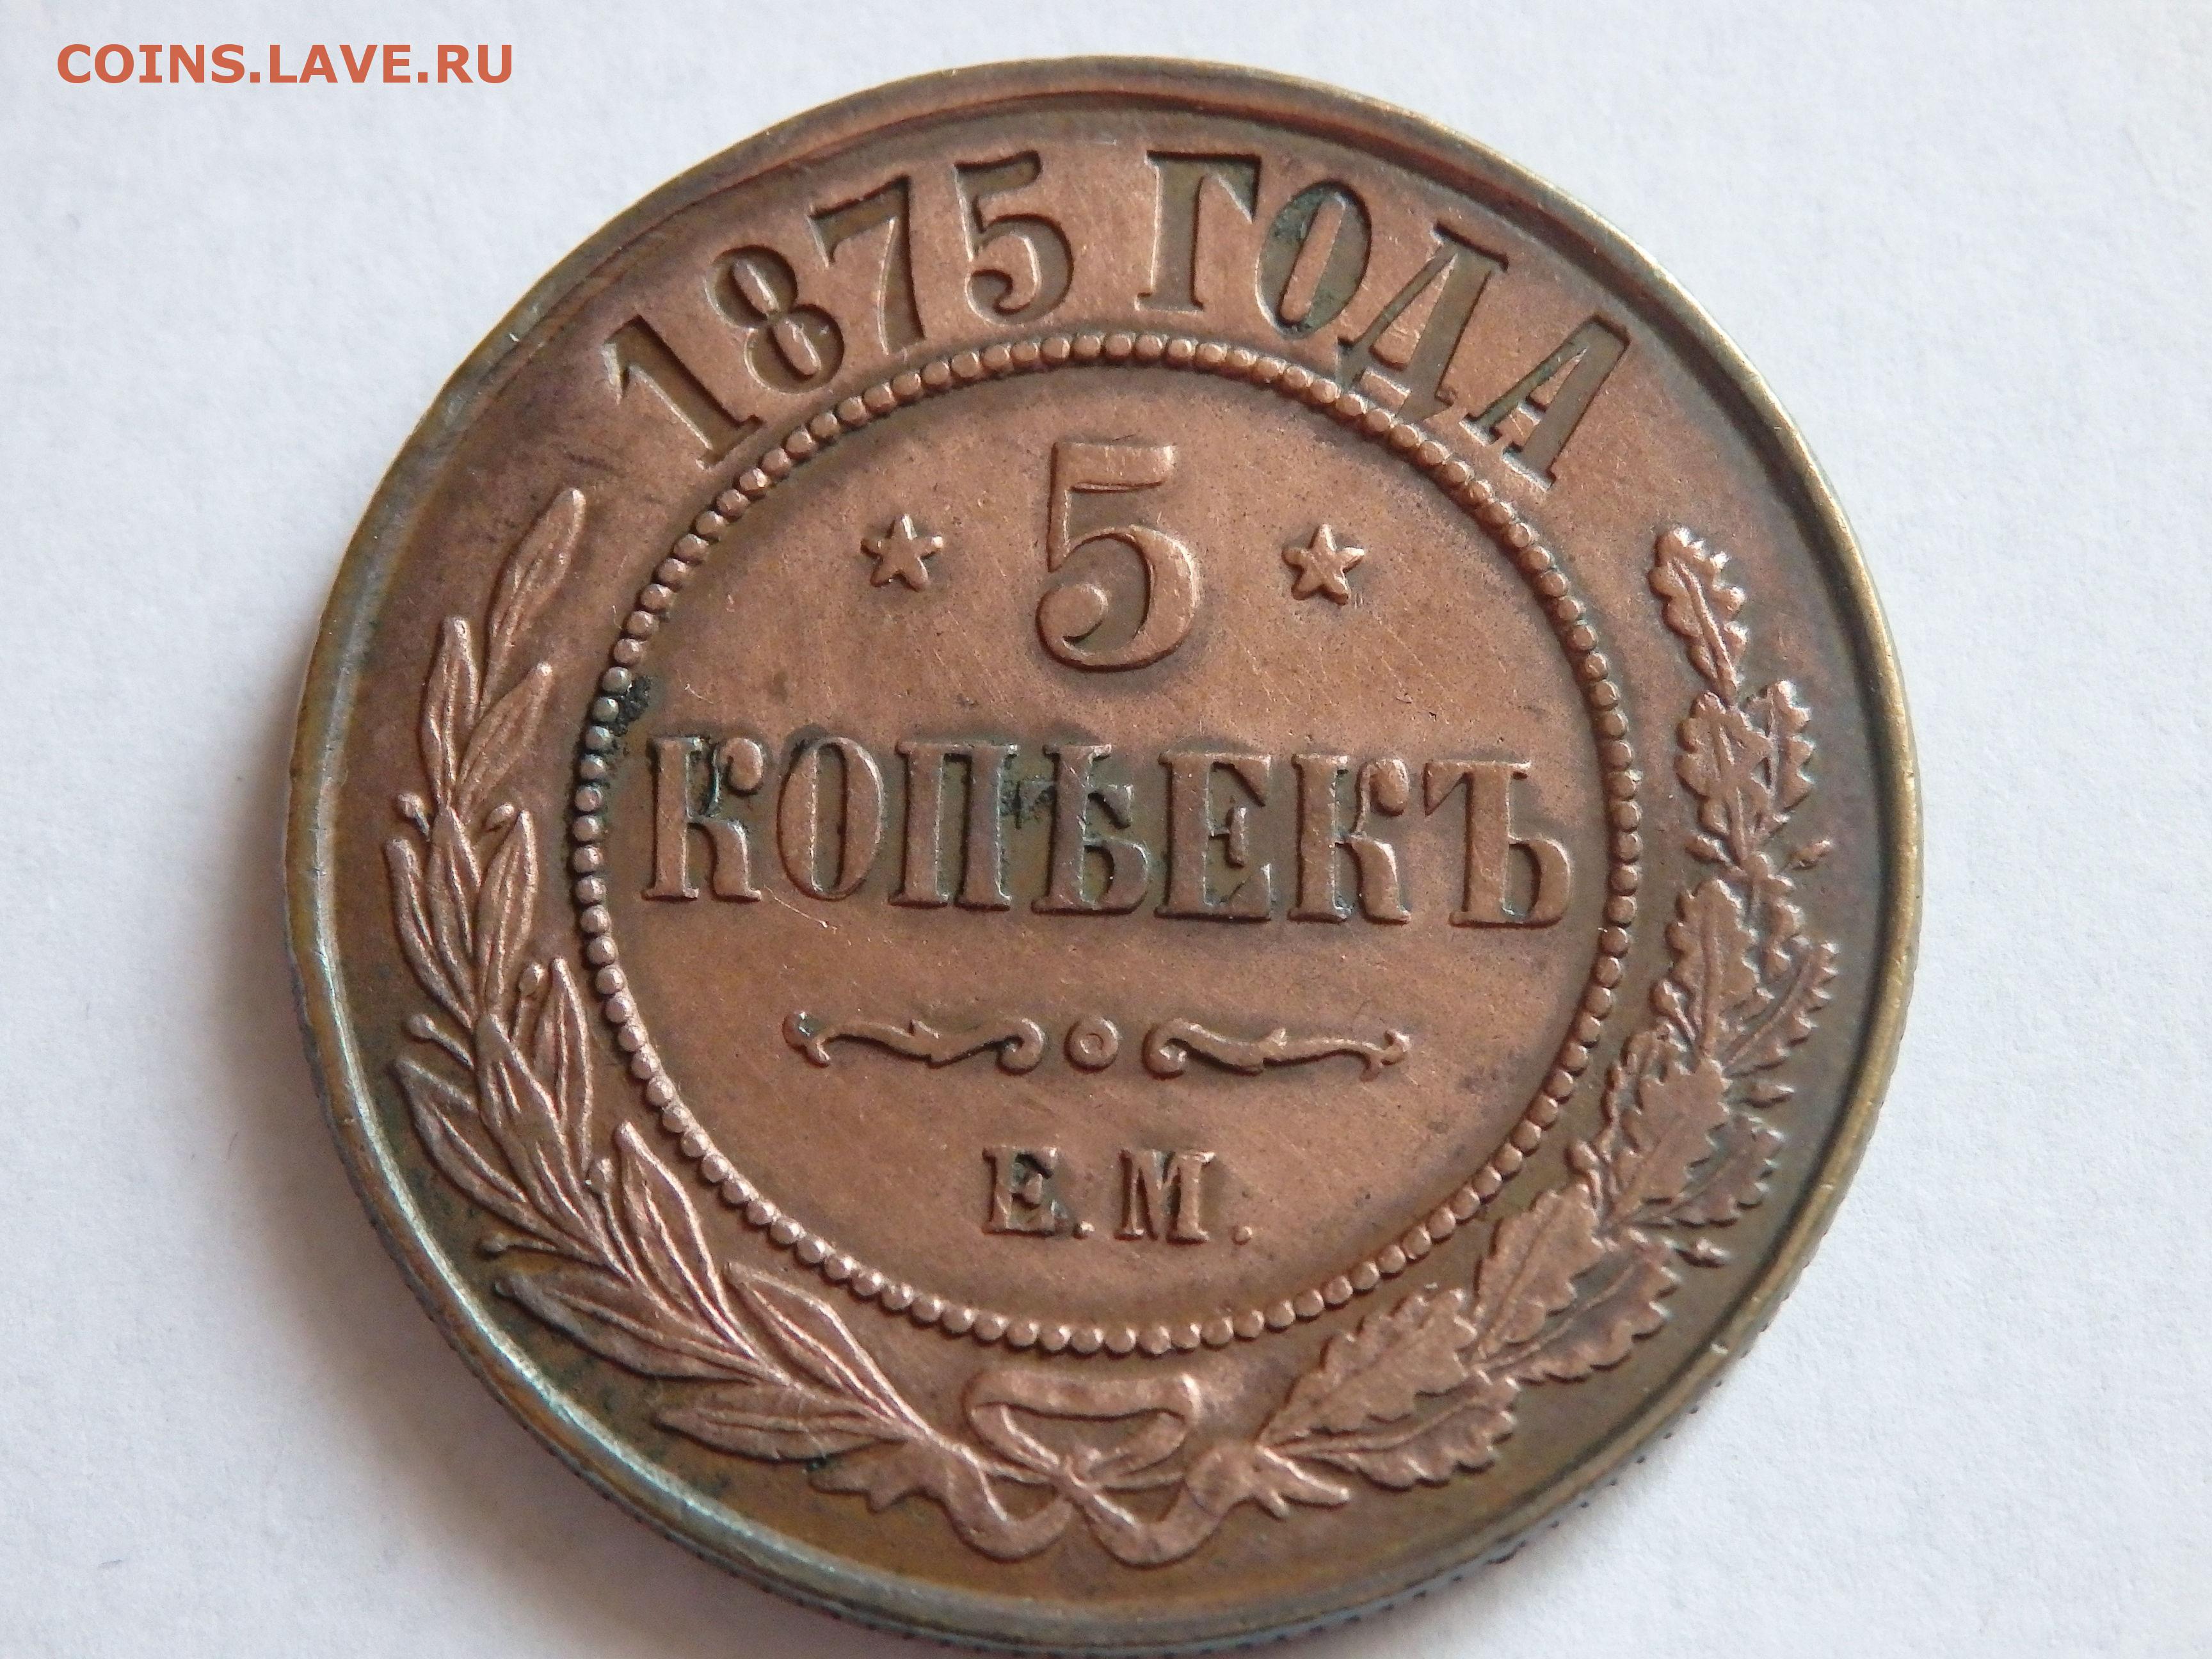 COINS.LAVE.RU
1875 ГОДА
5
КОПѢЕКЪ
Е.М.